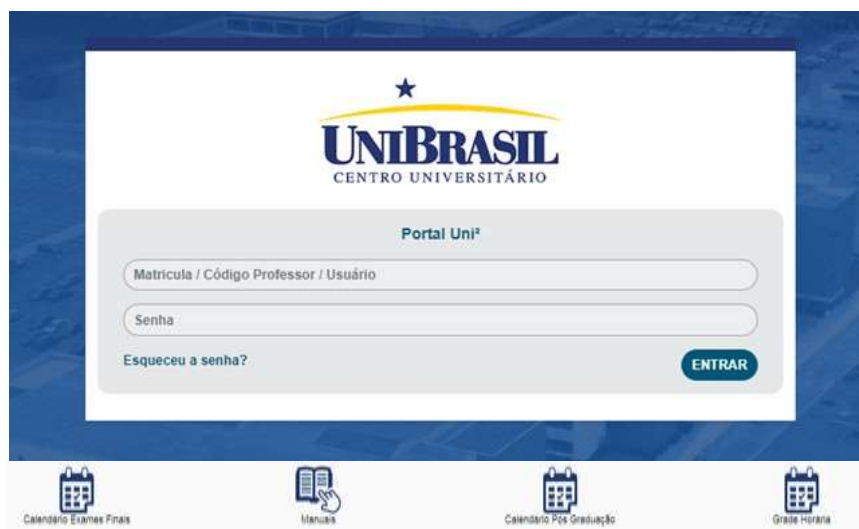 UNIBRASIL
CENTRO UNIVERSITÁRIO
Portal Uni²
Matricula / Código Professor / Usuário
Senha
Esqueceu a senha?
ENTRAR
Calendário Exames Finais
Manuais
Calendário Pós Graduação
Grade Horária